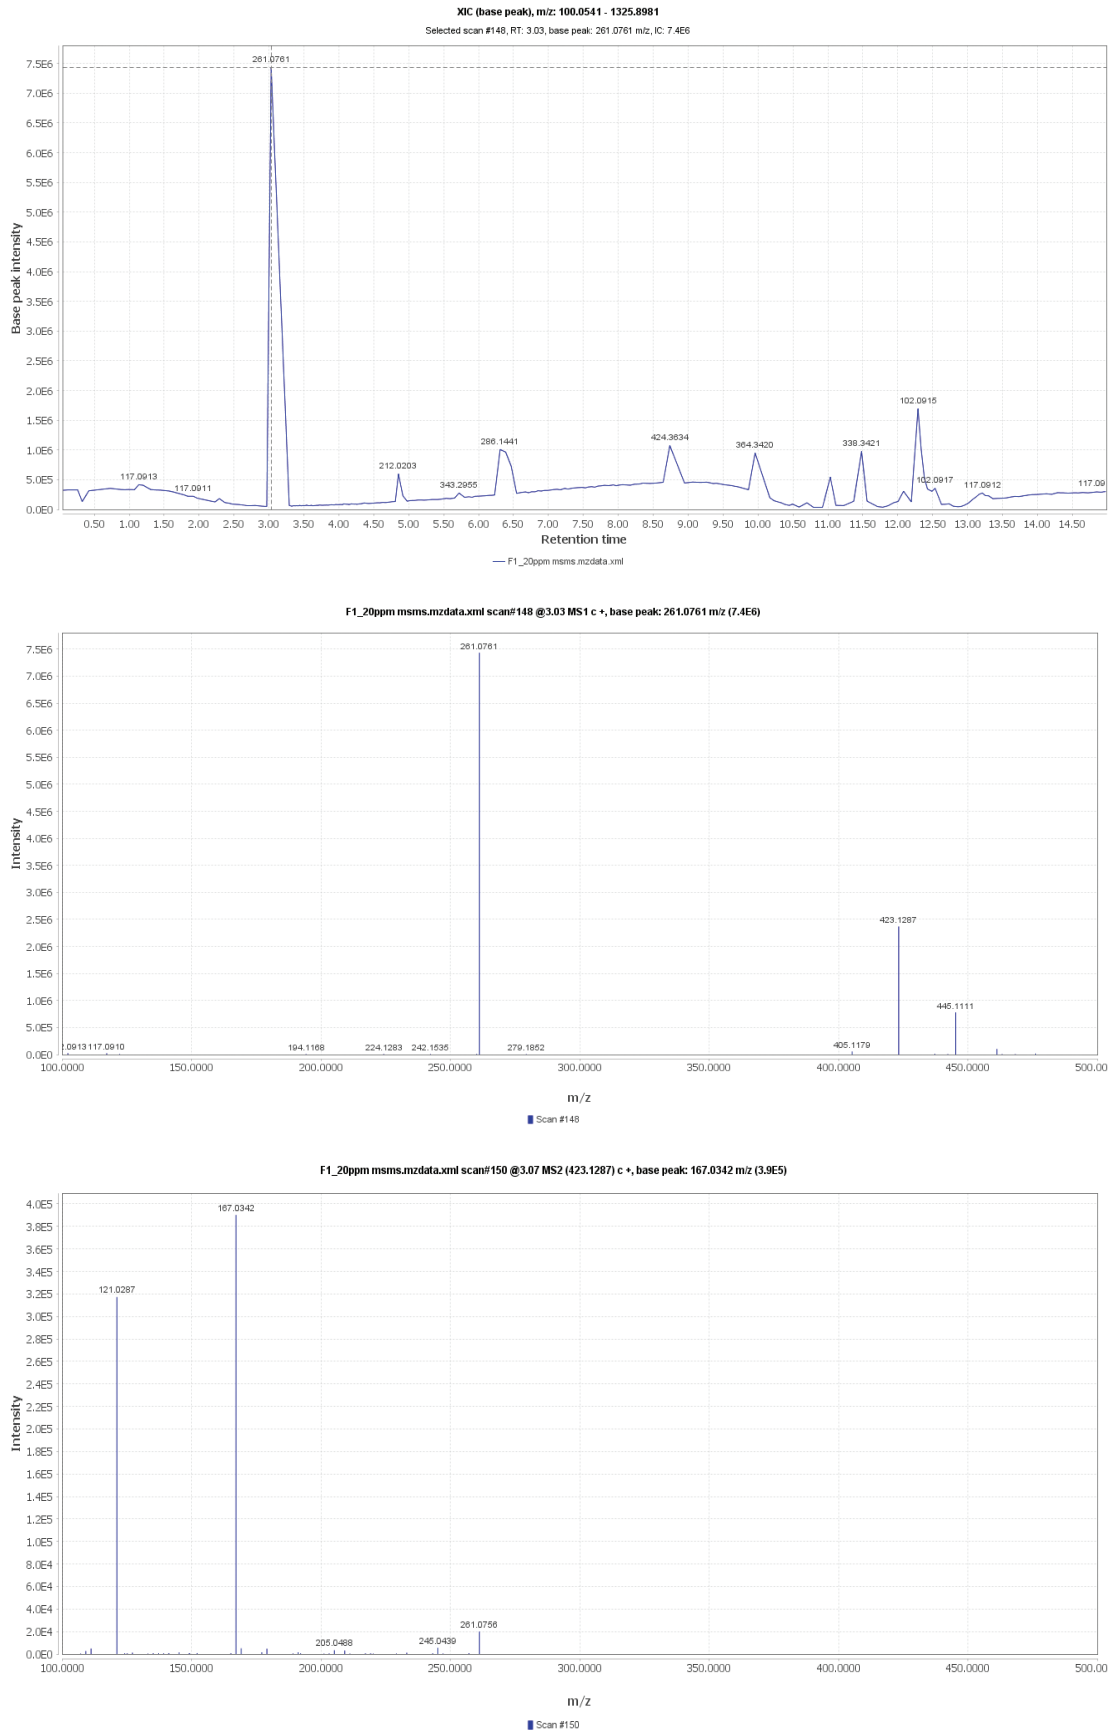 XIC (base peak), m/z: 100.0541 - 1325.8981
Selected scan #148, RT: 3.03, base peak: 261.0761 m/z, IC: 7.4E6
Base peak intensity
7.5E6
7.0E6
6.5E6
6.0E6
5.5E6
5.0E6
4.5E6
4.0E6
3.5E6
3.0E6
2.5E6
2.0E6
1.5E6
1.0E6
5.0E5
0.0E0
261.0761
117.0913
117.0911
212.0203
343.2955
286.1441
424.3634
364.3420
338.3421
102.0915
102.0917
117.0912
117.09
0.50 1.00 1.50 2.00 2.50 3.00 3.50 4.00 4.50 5.00 5.50 6.00 6.50 7.00 7.50 8.00 8.50 9.00 9.50 10.00 10.50 11.00 11.50 12.00 12.50 13.00 13.50 14.00 14.50
Retention time
F1_20ppm msms.mzdata.xml
F1_20ppm msms.mzdata.xml scan#148 @3.03 MS1 c +, base peak: 261.0761 m/z (7.4E6)
Intensity
7.5E6
7.0E6
6.5E6
6.0E6
5.5E6
5.0E6
4.5E6
4.0E6
3.5E6
3.0E6
2.5E6
2.0E6
1.5E6
1.0E6
5.0E5
0.0E0
261.0761
423.1287
445.1111
405.1179
2.0913 117.0910 194.1168 224.1283 242.1535 279.1852
100.0000 150.0000 200.0000 250.0000 300.0000 350.0000 400.0000 450.0000 500.00
m/z
Scan #148
F1_20ppm msms.mzdata.xml scan#150 @3.07 MS2 (423.1287) c +, base peak: 167.0342 m/z (3.9E5)
Intensity
4.0E5
3.8E5
3.6E5
3.4E5
3.2E5
3.0E5
2.8E5
2.6E5
2.4E5
2.2E5
2.0E5
1.8E5
1.6E5
1.4E5
1.2E5
1.0E5
8.0E4
6.0E4
4.0E4
2.0E4
0.0E0
167.0342
121.0287
261.0756
205.0488 245.0439
100.0000 150.0000 200.0000 250.0000 300.0000 350.0000 400.0000 450.0000 500.00
m/z
Scan #150